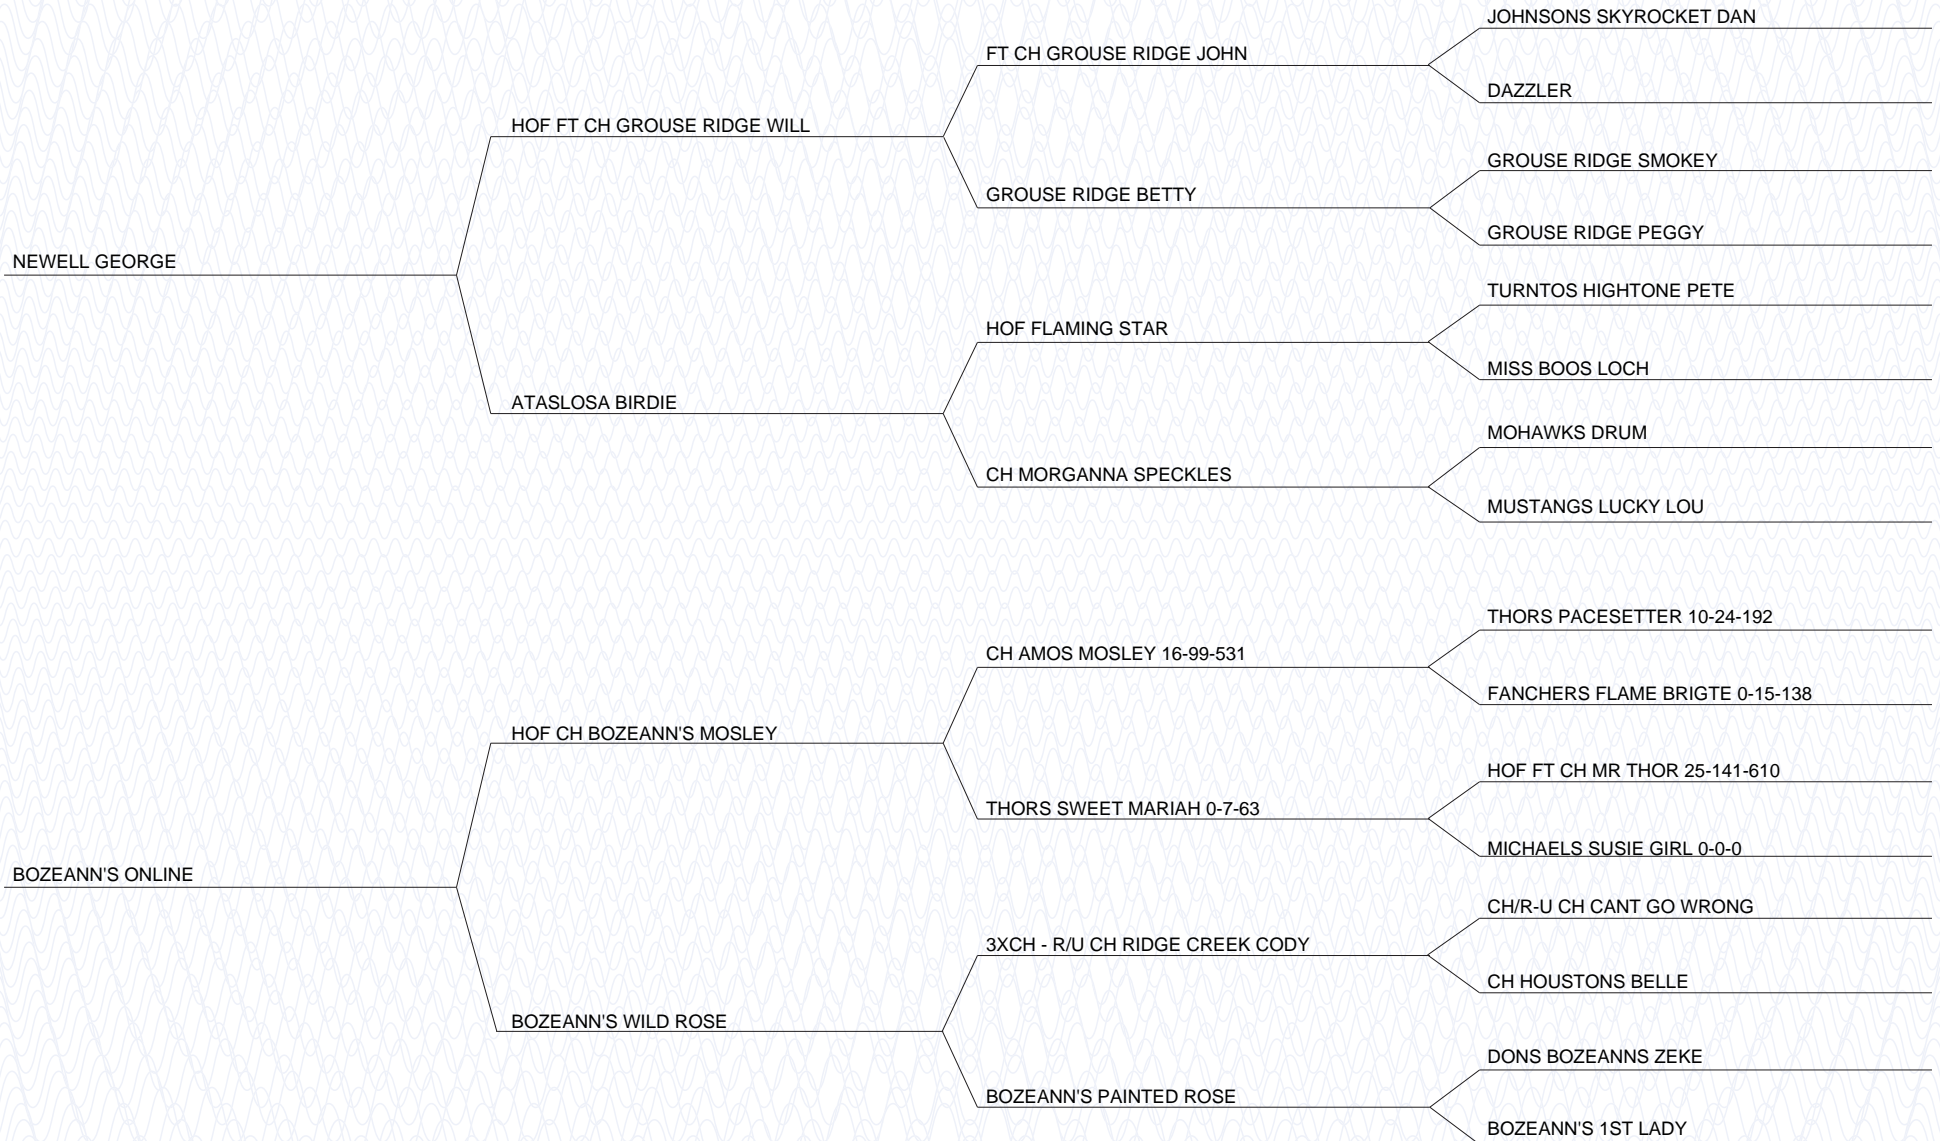 JOHNSONS SKYROCKET DAN
FT CH GROUSE RIDGE JOHN
DAZZLER
HOF FT CH GROUSE RIDGE WILL
GROUSE RIDGE SMOKEY
GROUSE RIDGE BETTY
GROUSE RIDGE PEGGY
NEWELL GEORGE
TURNTOS HIGHTONE PETE
HOF FLAMING STAR
MISS BOOS LOCH
ATASLOSA BIRDIE
MOHAWKS DRUM
CH MORGANNA SPECKLES
MUSTANGS LUCKY LOU
THORS PACESETTER 10-24-192
CH AMOS MOSLEY 16-99-531
FANCHERS FLAME BRIGTE 0-15-138
HOF CH BOZEANN'S MOSLEY
HOF FT CH MR THOR 25-141-610
THORS SWEET MARIAH 0-7-63
MICHAELS SUSIE GIRL 0-0-0
BOZEANN'S ONLINE
CH/R-U CH CANT GO WRONG
3XCH - R/U CH RIDGE CREEK CODY
CH HOUSTONS BELLE
BOZEANN'S WILD ROSE
DONS BOZEANNS ZEKE
BOZEANN'S PAINTED ROSE
BOZEANN'S 1ST LADY